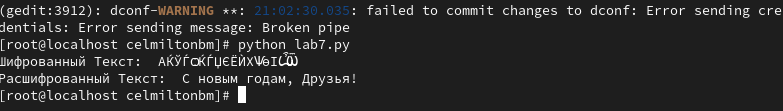 (gedit:3912): dconf-WARNING **: 21:02:30.035: failed to commit changes to dconf: Error sending cre
dentials: Error sending message: Broken pipe
[root@localhost celmiltonbm]# python lab7.py
Шифрованный Текст:
Расшифрованный Текст:  С новым годам, Друзья!
[root@localhost celmiltonbm]#